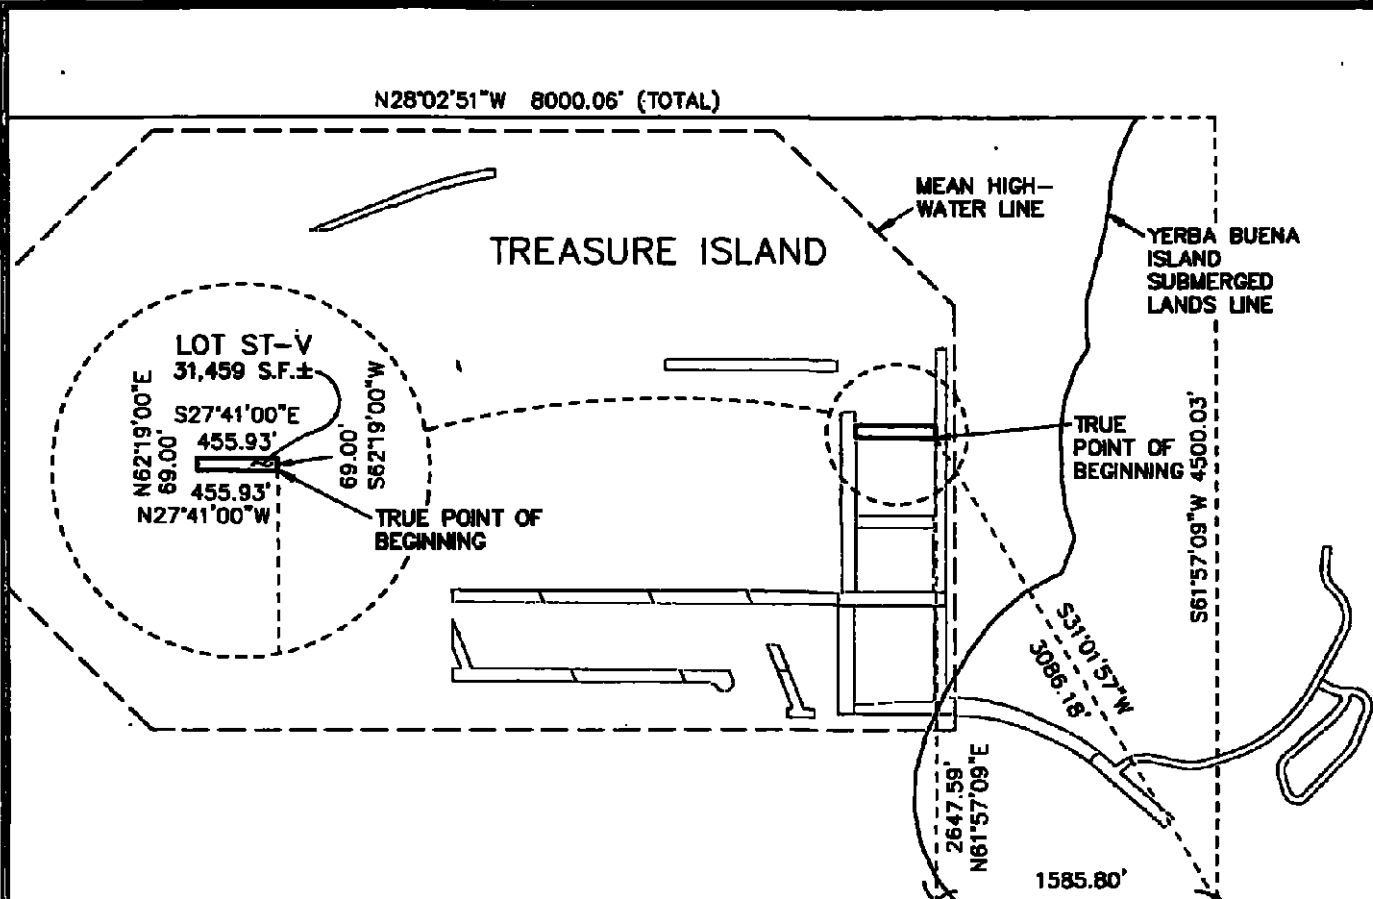 N28°02'51"W 8000.06' (TOTAL)
MEAN HIGH-
WATER LINE
TREASURE ISLAND
YERBA BUENA
ISLAND
SUBMERGED
LANDS LINE
LOT ST-V
31,459 S.F.±
N62°19'00"E
69.00'
S27°41'00"E
455.93'
69.00'
S62°19'00"W
455.93'
N27°41'00"W
TRUE POINT OF
BEGINNING
TRUE
POINT OF
BEGINNING
S61°57'09"W 4500.03'
S31°01'57"W
3086.18'
2647.59'
N61°57'09"E
1585.80'